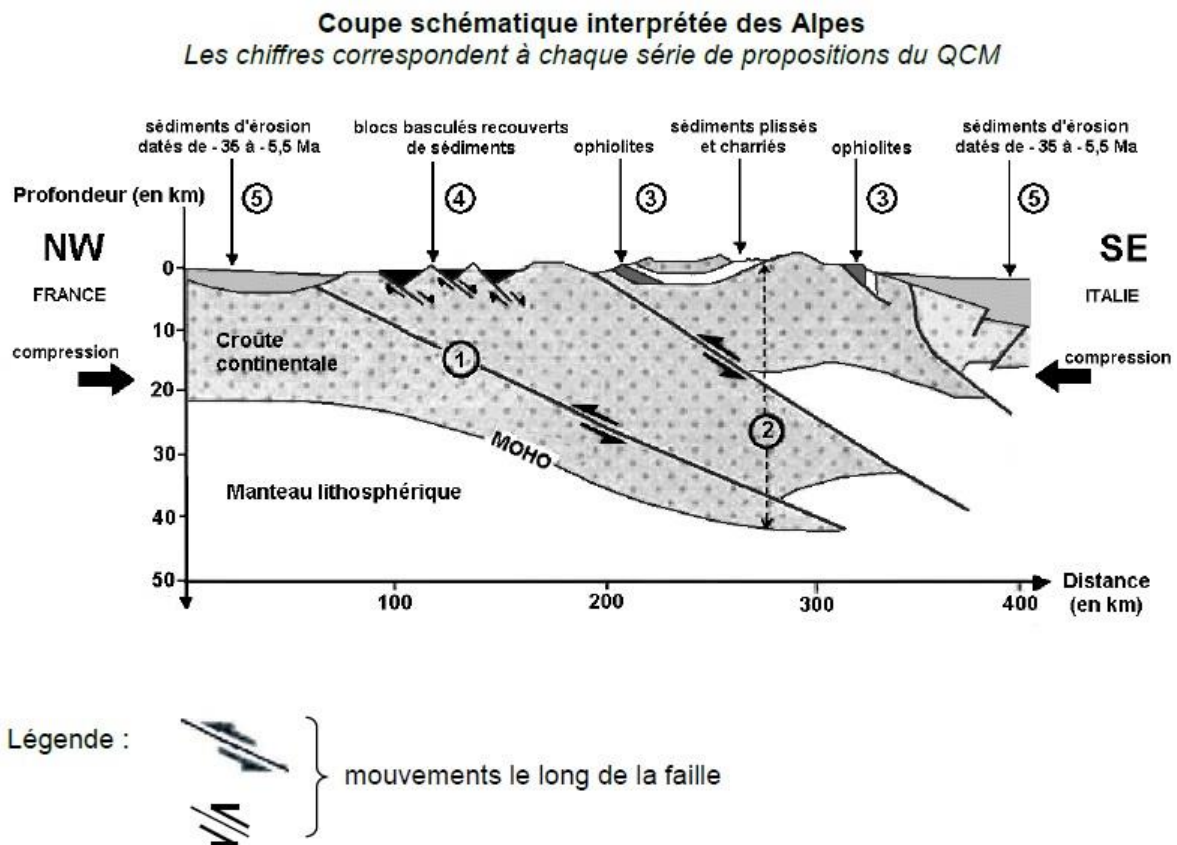 Coupe schématique interprétée des Alpes
Les chiffres correspondent à chaque série de propositions du QCM
sédiments d'érosion
datés de - 35 à - 5,5 Ma
blocs basculés recouverts
de sédiments
ophiolites
sédiments plissés
et charriés
ophiolites
sédiments d'érosion
datés de - 35 à - 5,5 Ma
Profondeur (en km)
5
4
3
3
5
NW
SE
0
FRANCE
ITALIE
10
Croûte
continentale
compression
1
compression
20
2
MOHO
30
Manteau lithosphérique
40
50
100
200
300
400
Distance
(en km)
Légende :
mouvements le long de la faille